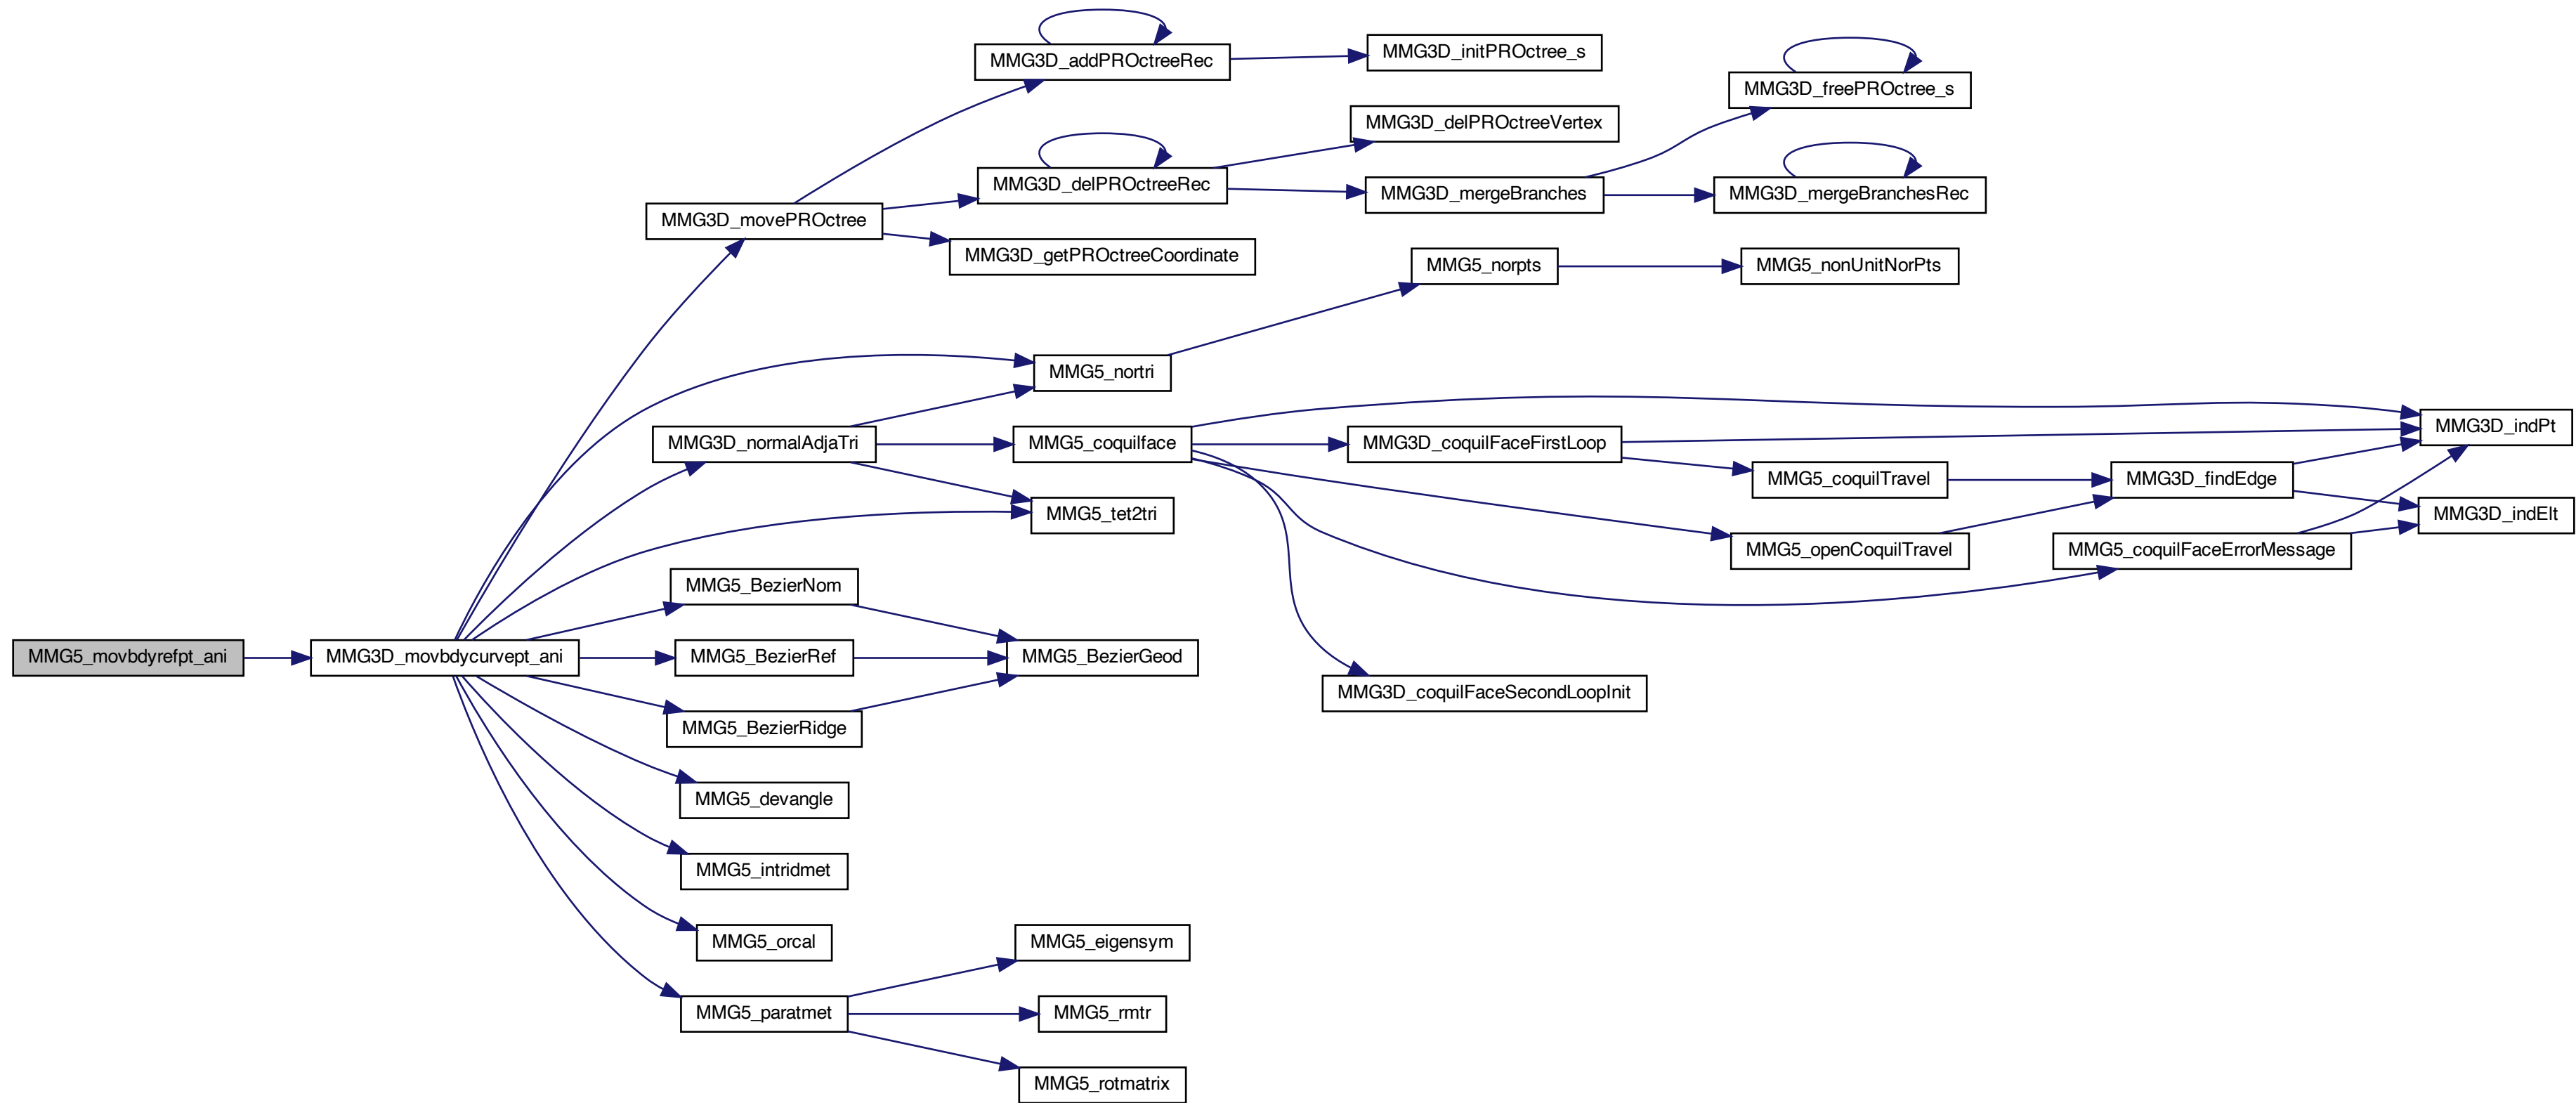 MMG5_movbdyrefpt_ani
MMG3D_movbdycurvept_ani
MMG3D_movePROctree
MMG3D_addPROctreeRec
MMG3D_initPROctree_s
MMG3D_delPROctreeRec
MMG3D_delPROctreeVertex
MMG3D_mergeBranches
MMG3D_freePROctree_s
MMG3D_mergeBranchesRec
MMG3D_getPROctreeCoordinate
MMG5_nortri
MMG5_norpts
MMG5_nonUnitNorPts
MMG3D_normalAdjaTri
MMG5_coquilface
MMG3D_coquilFaceFirstLoop
MMG5_coquilTravel
MMG3D_findEdge
MMG3D_indPt
MMG3D_indElt
MMG5_openCoquilTravel
MMG5_coquilFaceErrorMessage
MMG3D_coquilFaceSecondLoopInit
MMG5_tet2tri
MMG5_BezierNom
MMG5_BezierRef
MMG5_BezierGeod
MMG5_BezierRidge
MMG5_devangle
MMG5_intridmet
MMG5_orcal
MMG5_paratmet
MMG5_eigensym
MMG5_rmtr
MMG5_rotmatrix